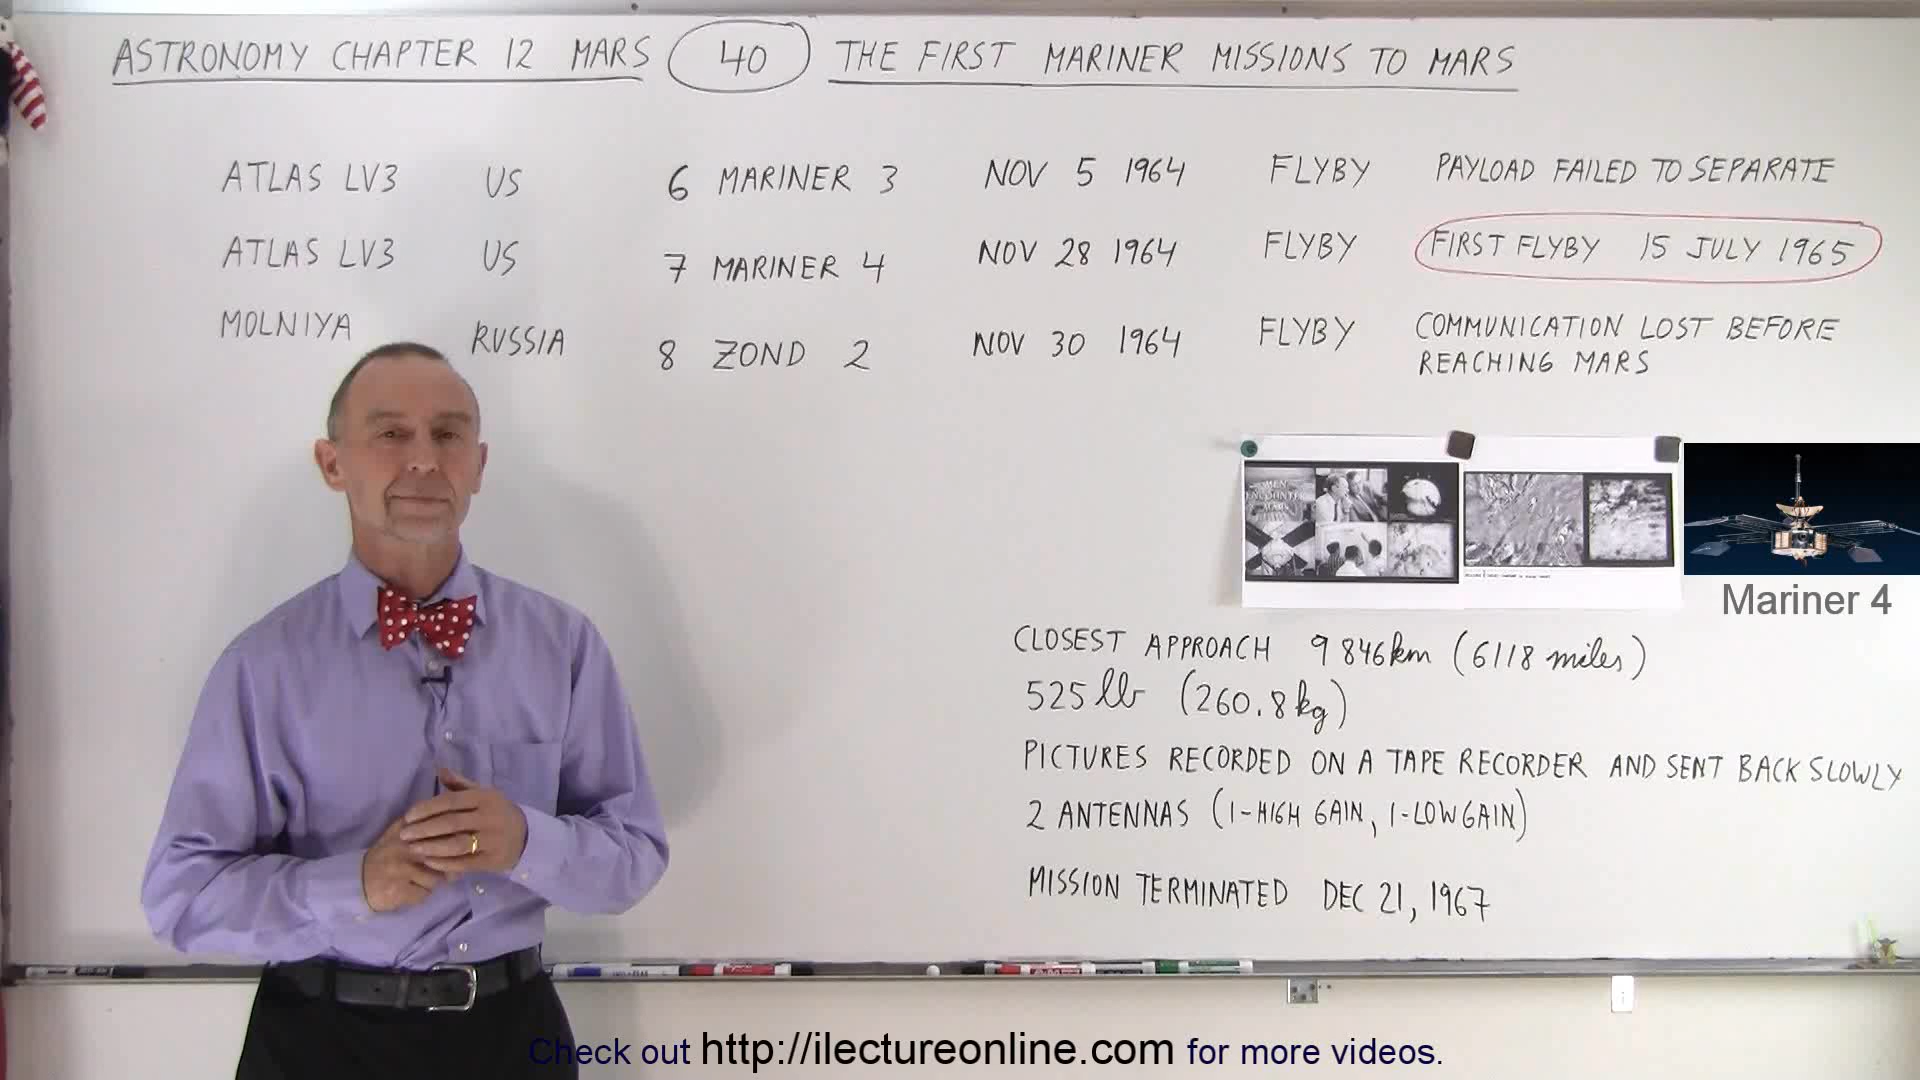 ASTRONOMY CHAPTER 12 MARS 40 THE FIRST MARINER MISSIONS TO MARS
ATLAS LV3 US 6 MARINER 3 NOV 5 1964 FLYBY PAYLOAD FAILED TO SEPARATE
ATLAS LV3 US 7 MARINER 4 NOV 28 1964 FLYBY FIRST FLYBY 15 JULY 1965
MOLNIYA RUSSIA 8 ZOND 2 NOV 30 1964 FLYBY COMMUNICATION LOST BEFORE
REACHING MARS
MEN
ENCOUNTER
MARS
Mariner 4
CLOSEST APPROACH 9846km (6118 miles)
525 lb (260.8kg)
PICTURES RECORDED ON A TAPE RECORDER AND SENT BACK SLOWLY
2 ANTENNAS (1-HIGH GAIN, 1-LOW GAIN)
MISSION TERMINATED DEC 21, 1967
Check out http://ilectureonline.com for more videos.